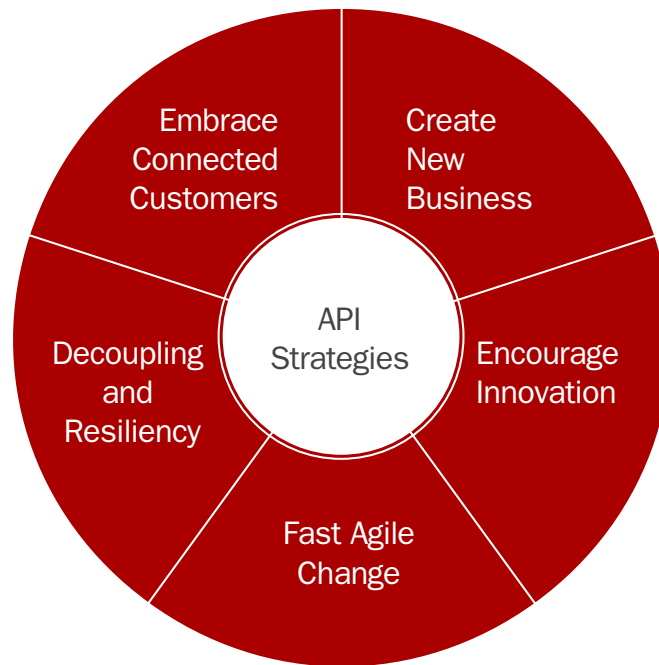 Embrace
Connected
Customers
Create
New
Business
API
Strategies
Decoupling
and
Resiliency
Encourage
Innovation
Fast Agile
Change